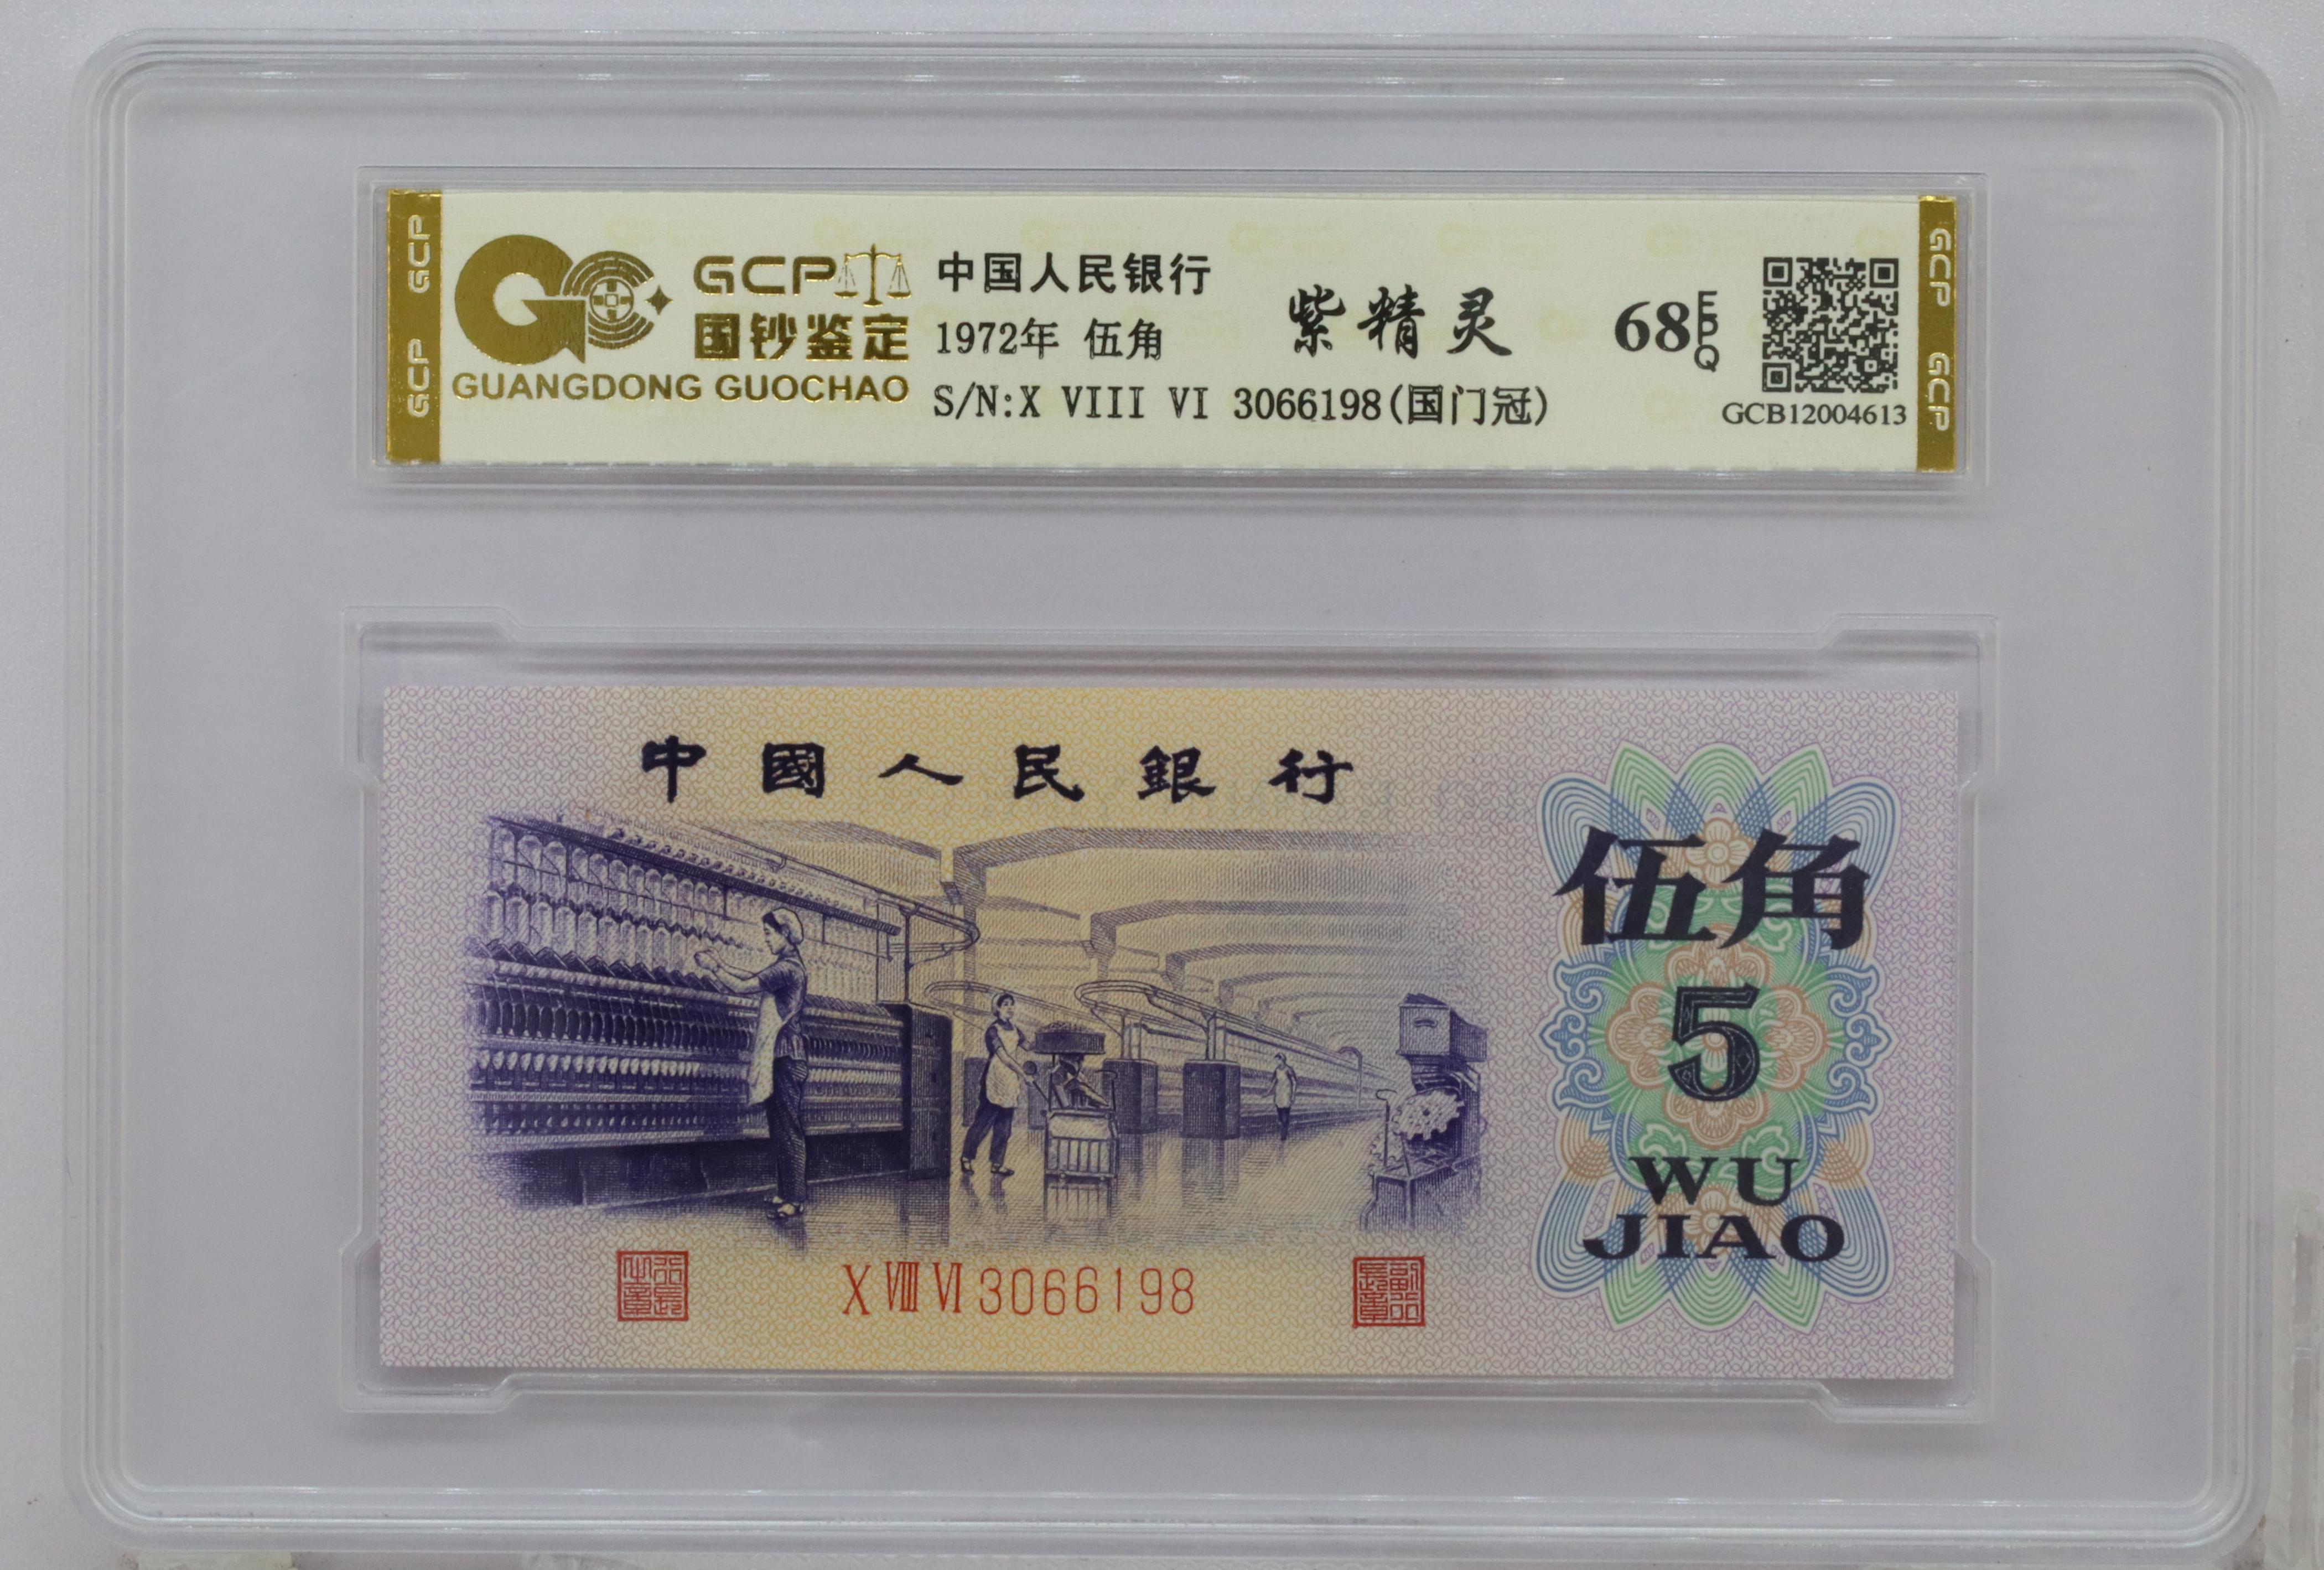 GCP
GCP
GCP
国钞鉴定
GUANGDONG GUOCHAO
中国人民银行
1972年 伍角
S/N:X VIII VI 3066198(国门冠)
紫精灵
68EPQ
GCB12004613
GCP
GCP
中國人民銀行
伍角
5
WU
JIAO
X VIII VI 3066198